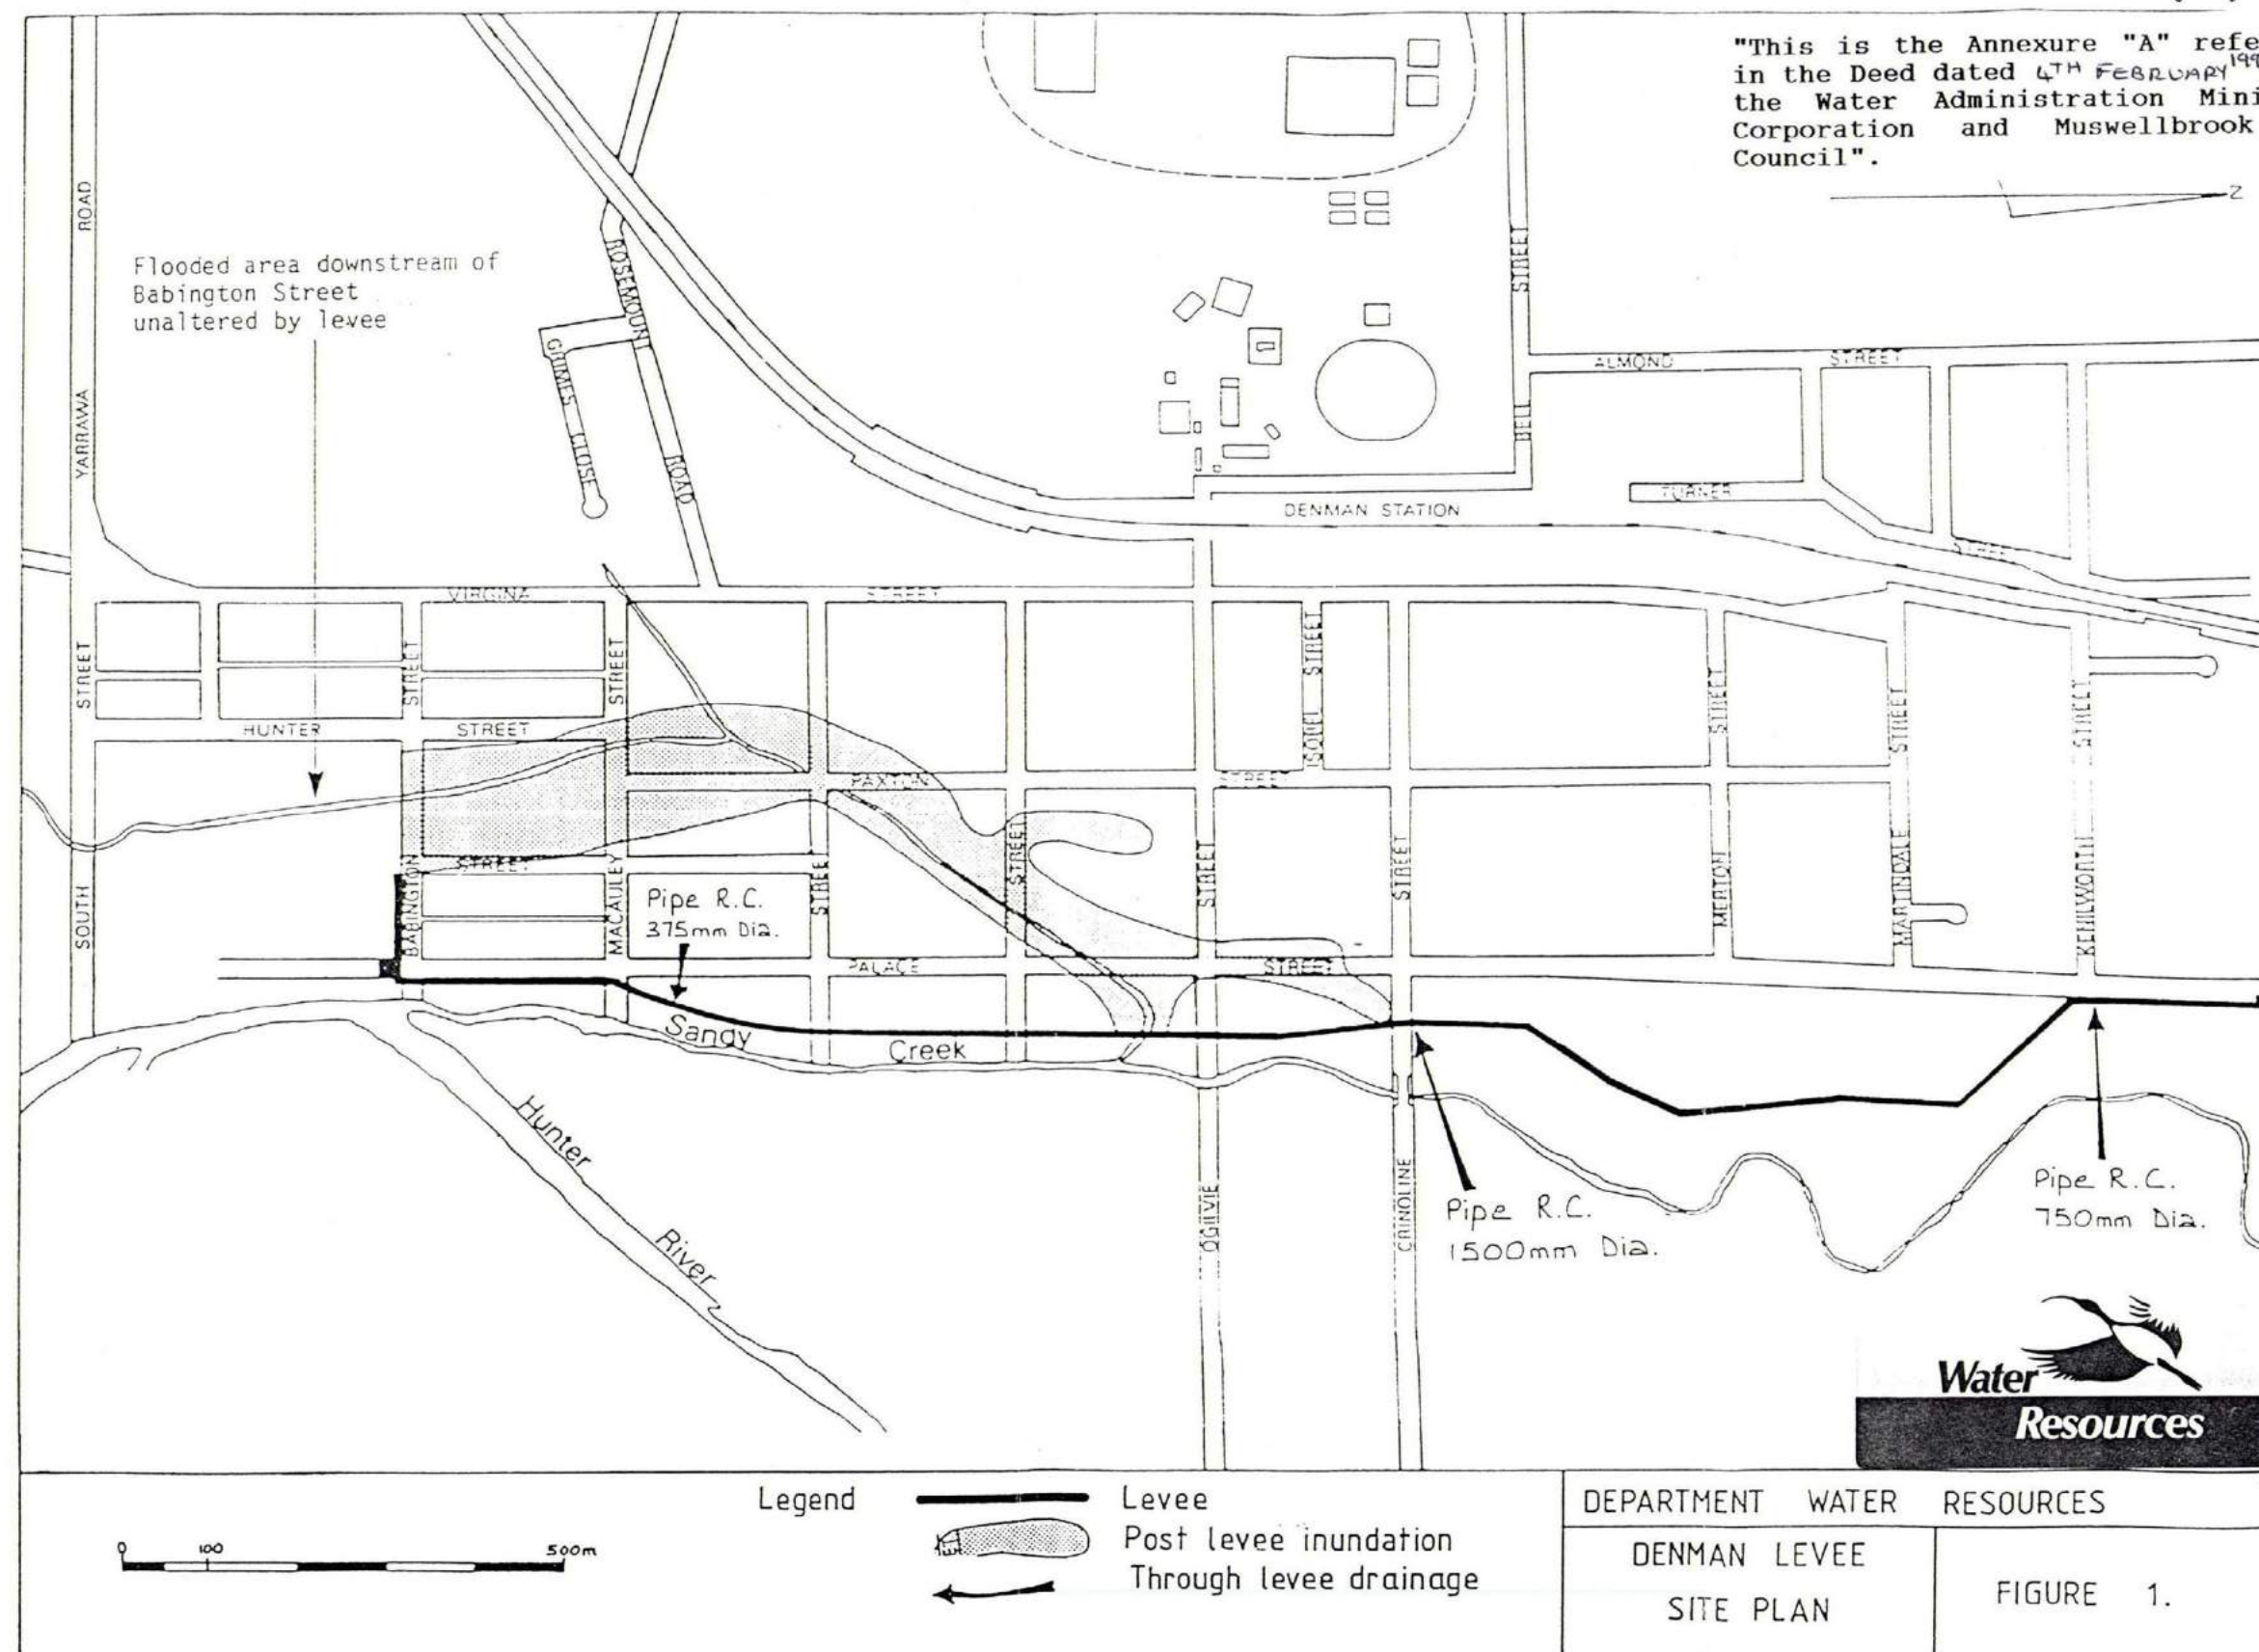 "This is the Annexure "A" refe
in the Deed dated 4TH FEBRUARY 199
the Water Administration Mini
Corporation and Muswellbrook
Council".
Z
ROAD
YARRAWA
Flooded area downstream of
Babington Street
unaltered by levee
ROSEMOUNT
ROAD
GRIMES CLOSE
STREET
BELL
ALMOND STREET
TURNER
STREET
DENMAN STATION
VIRGINA STREET
STREET
STREET
STREET
ISOBEL STREET
STREET
STREET
STREET
HUNTER STREET
PAXTON STREET
STREET
SOUTH
BABINGTON
MACAULEY
STREET
STREET
STREET
STREET
MERTON
MARTINDALE
KENILWORTH
Pipe R.C.
375mm Dia.
PALACE STREET
Sandy Creek
Hunter
River
OGILVIE
CRINOLINE
Pipe R.C.
1500mm Dia.
Pipe R.C.
750mm Dia.
Water
Resources
0 100 500m
Legend
Levee
Post levee inundation
Through levee drainage
DEPARTMENT WATER RESOURCES
DENMAN LEVEE
SITE PLAN
FIGURE 1.